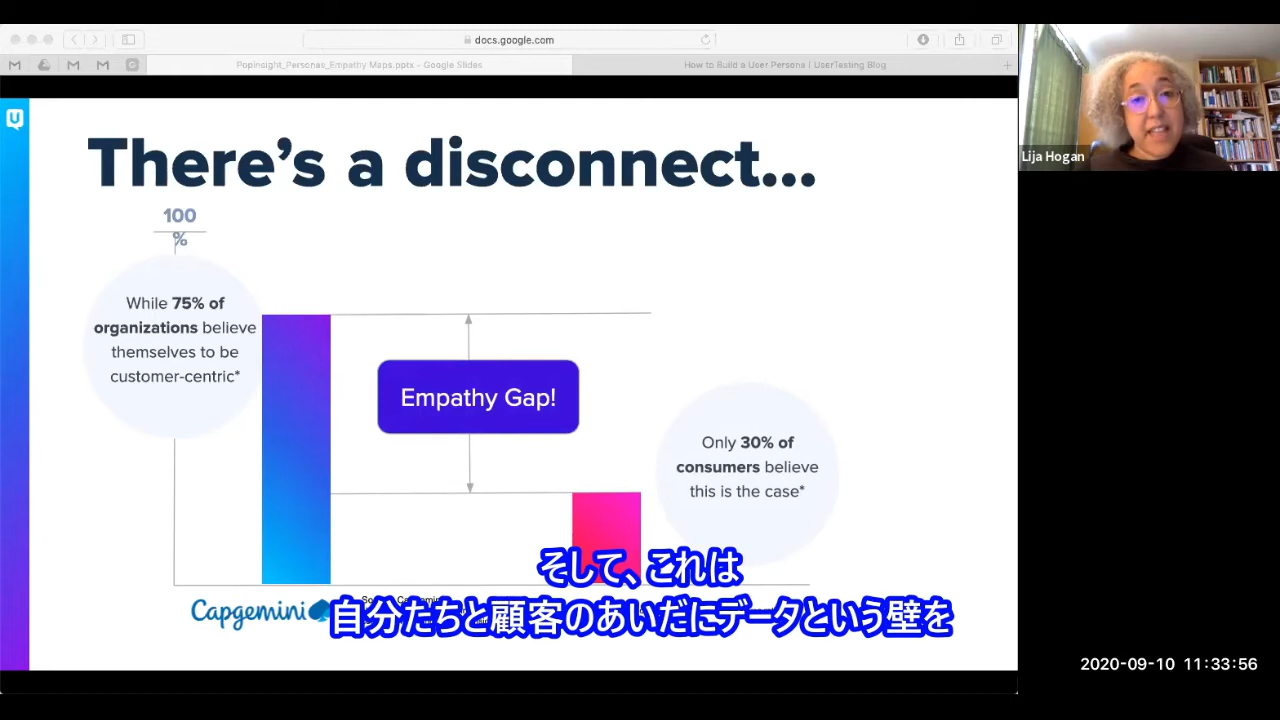 docs.google.com
PopInsight_Personas_Empathy Maps.pptx – Google Slides
How to Build a User Persona | UserTesting Blog
Lija Hogan
There's a disconnect...
100
%
While 75% of
organizations believe
themselves to be
customer-centric*
Empathy Gap!
Only 30% of
consumers believe
this is the case*
Capgemini
そして、これは
自分たちと顧客のあいだにデータという壁を
2020-09-10 11:33:56